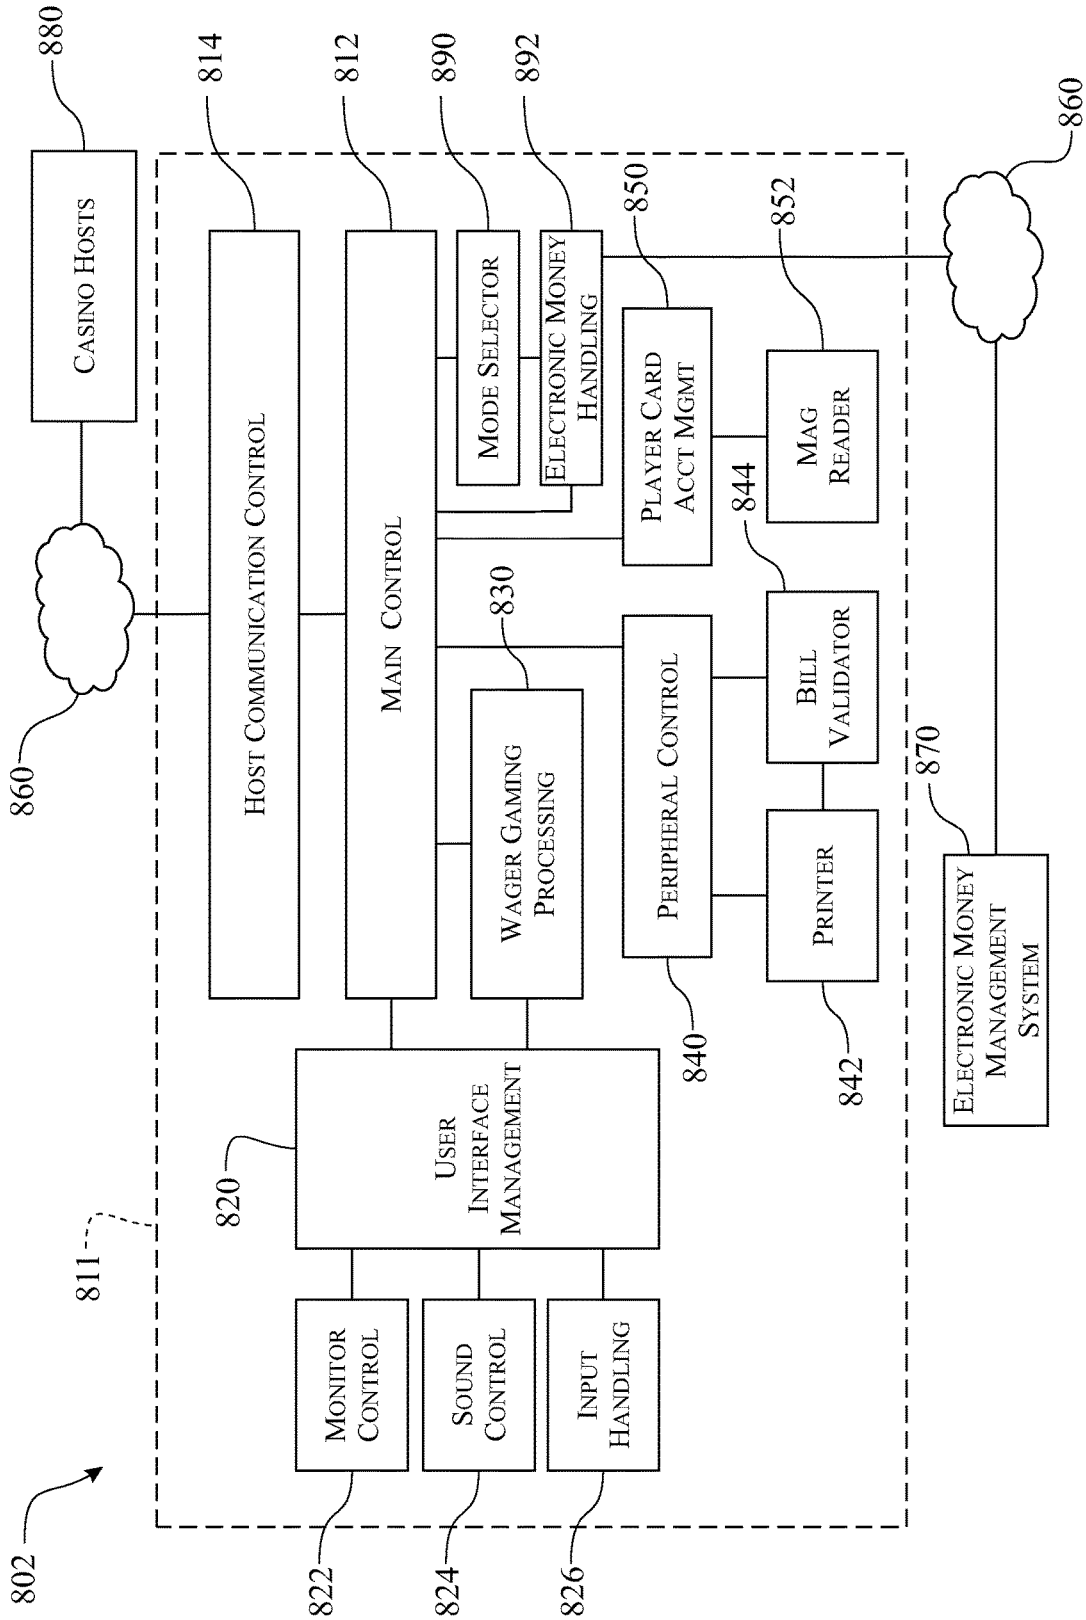 802
811
860
880
CASINO HOSTS
814
HOST COMMUNICATION CONTROL
812
MAIN CONTROL
890
MODE SELECTOR
892
ELECTRONIC MONEY
HANDLING
820
USER
INTERFACE
MANAGEMENT
830
WAGER GAMING
PROCESSING
850
PLAYER CARD
ACCT MGMT
852
MAG
READER
840
PERIPHERAL CONTROL
844
BILL
VALIDATOR
842
PRINTER
MONITOR
CONTROL
822
SOUND
CONTROL
824
INPUT
HANDLING
826
870
ELECTRONIC MONEY
MANAGEMENT
SYSTEM
860